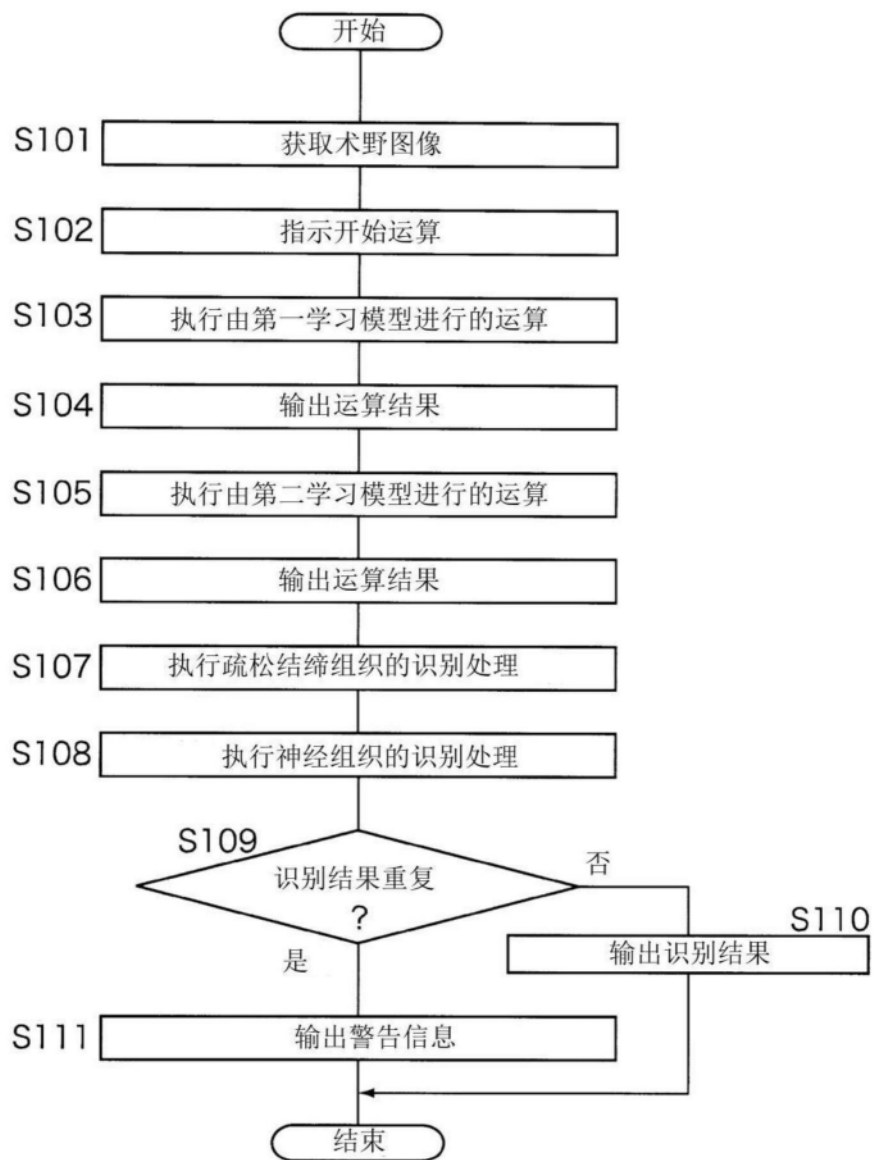 开始
S101
获取术野图像
S102
指示开始运算
S103
执行由第一学习模型进行的运算
S104
输出运算结果
S105
执行由第二学习模型进行的运算
S106
输出运算结果
S107
执行疏松结缔组织的识别处理
S108
执行神经组织的识别处理
S109
识别结果重复
?
否
是
S110
输出识别结果
S111
输出警告信息
结束